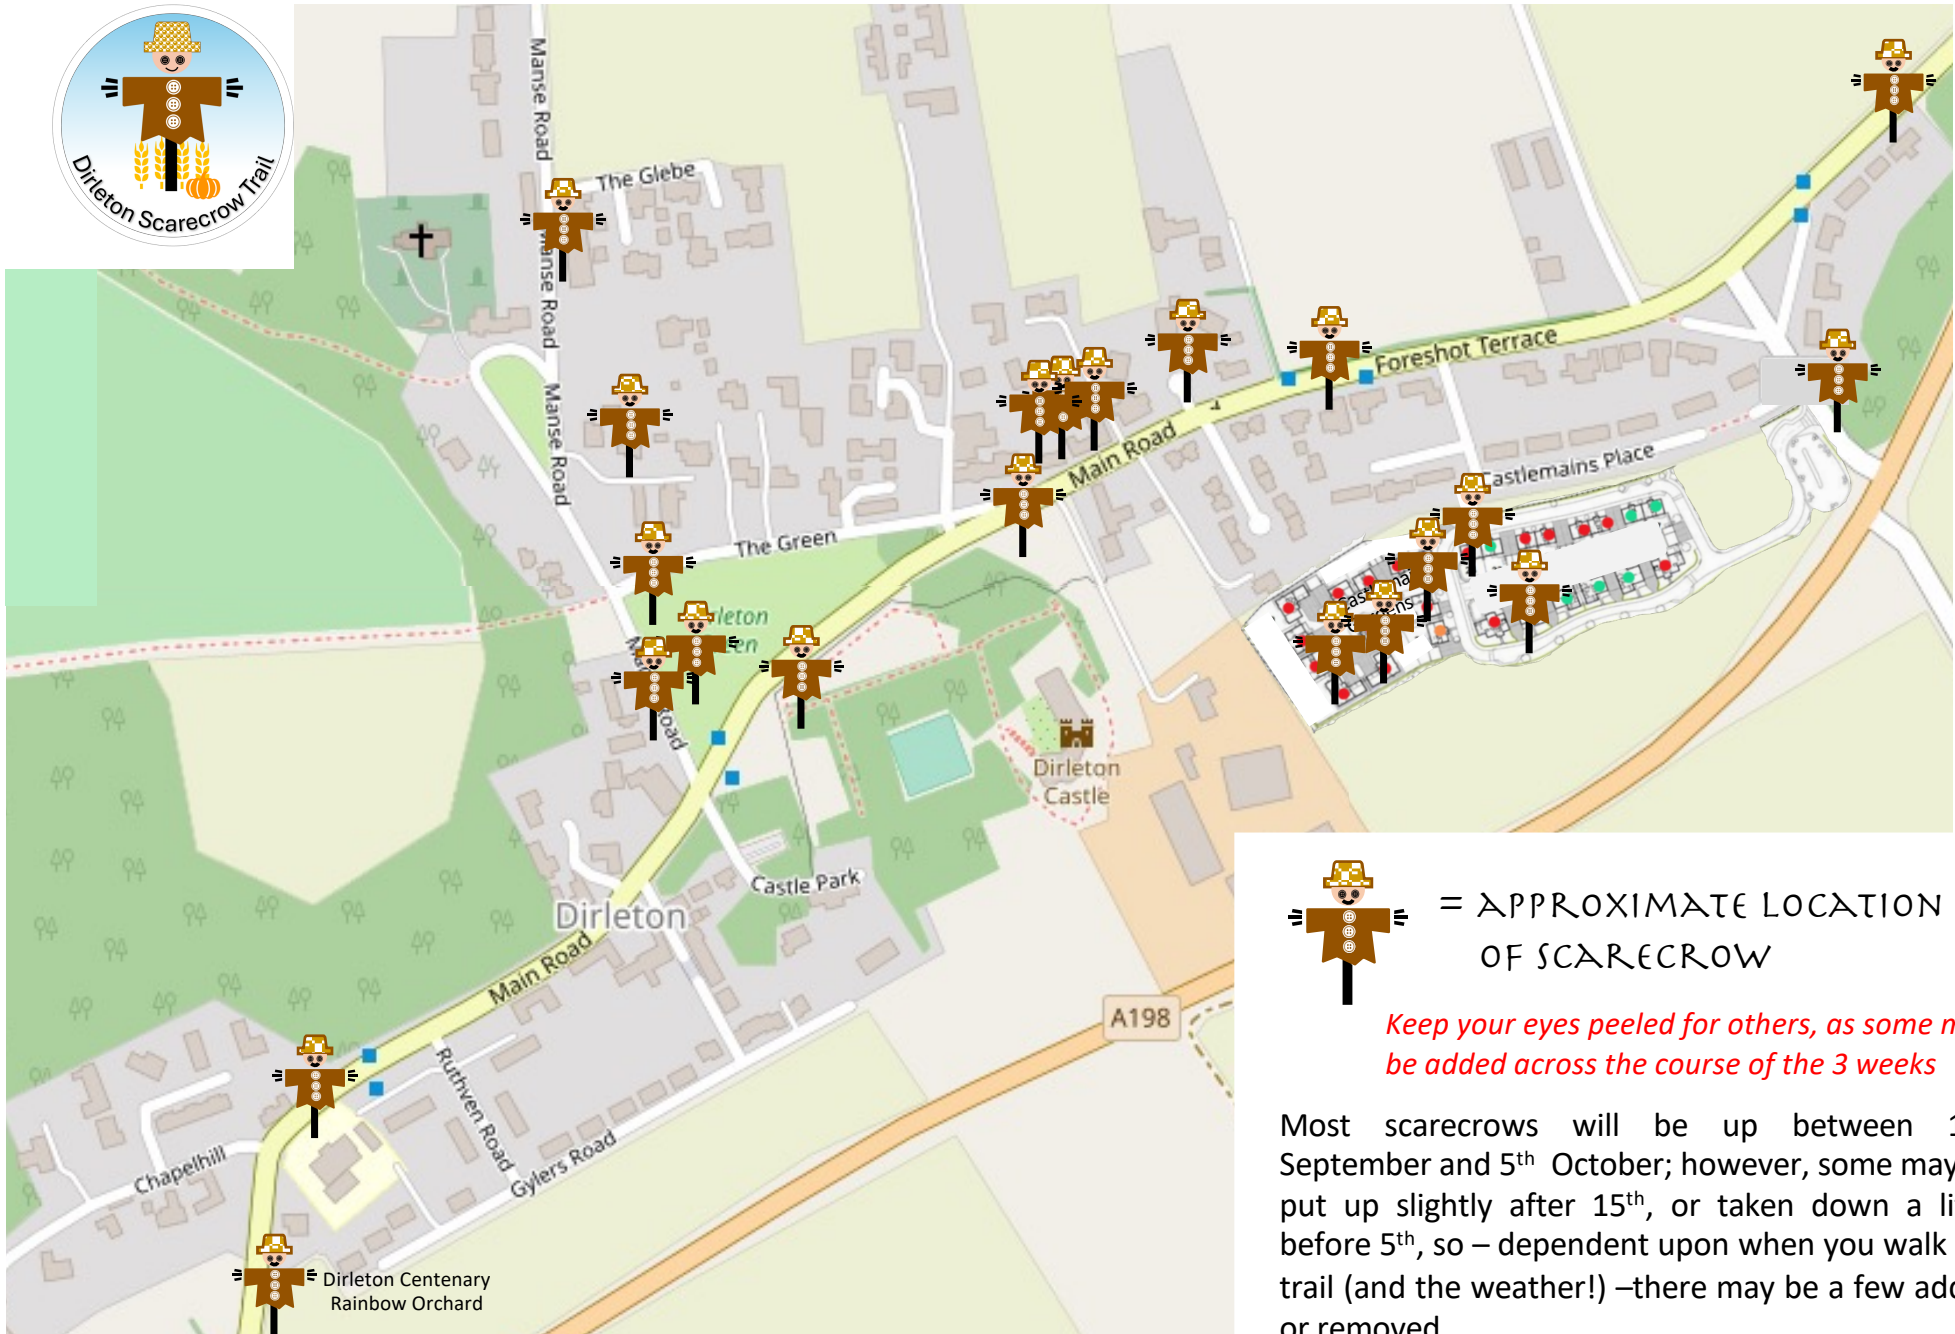 Dirleton Scarecrow Trail
Manse Road
The Glebe
Manse Road
Manse Road
Foreshot Terrace
Main Road
Castlemains Place
The Green
Dirleton
Castle
Castle Park
Dirleton
Main Road
A198
Ruthven Road
Gylers Road
Chapelhill
Dirleton Centenary
Rainbow Orchard
= APPROXIMATE LOCATION
OF SCARECROW
Keep your eyes peeled for others, as some
be added across the course of the 3 weeks
Most scarecrows will be up between
September and 5th October; however, some may
put up slightly after 15th, or taken down a
before 5th, so – dependent upon when you walk
trail (and the weather!) –there may be a few
or removed